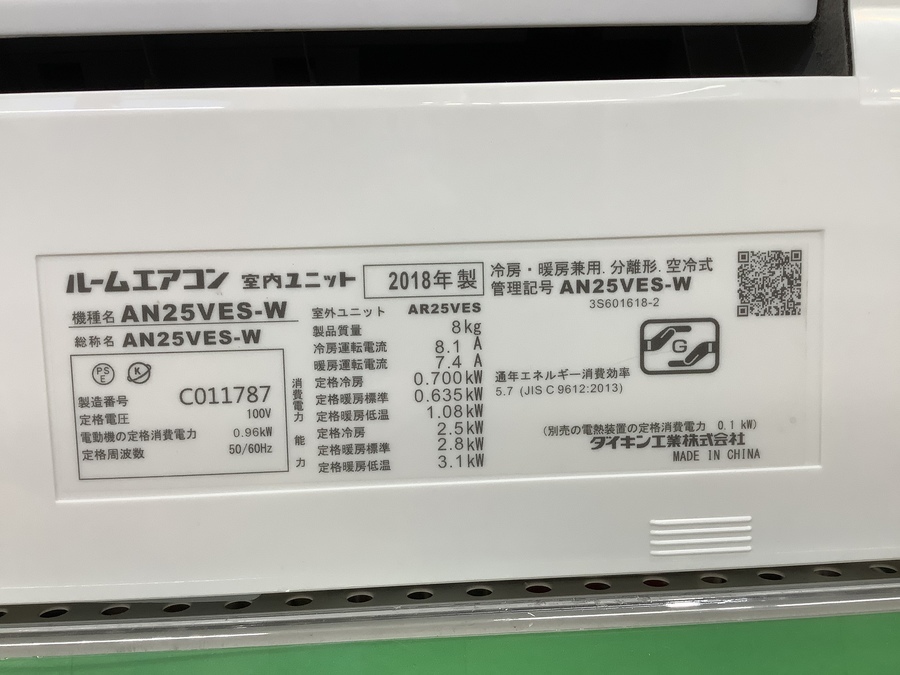 ルームエアコン 室内ユニット 2018年 製
機種名 AN25VES-W
総称名 AN25VES-W
PS
E
K
製造番号 C011787
定格電圧 100V
電動機の定格消費電力 0.96kW
定格周波数 50/60Hz
室外ユニット AR25VES
製品質量 8kg
冷房運転電流 8.1 A
暖房運転電流 7.4 A
消費電力
定格冷房 0.700kW
定格暖房標準 0.635kW
定格暖房低温 1.08kW
能力
定格冷房 2.5kW
定格暖房標準 2.8kW
定格暖房低温 3.1kW
冷房・暖房兼用.分離形.空冷式
管理記号 AN25VES-W
3S601618-2
G
通年エネルギー消費効率
5.7 (JIS C 9612:2013)
(別売の電熱装置の定格消費電力 0.1 kW)
ダイキン工業株式会社
MADE IN CHINA